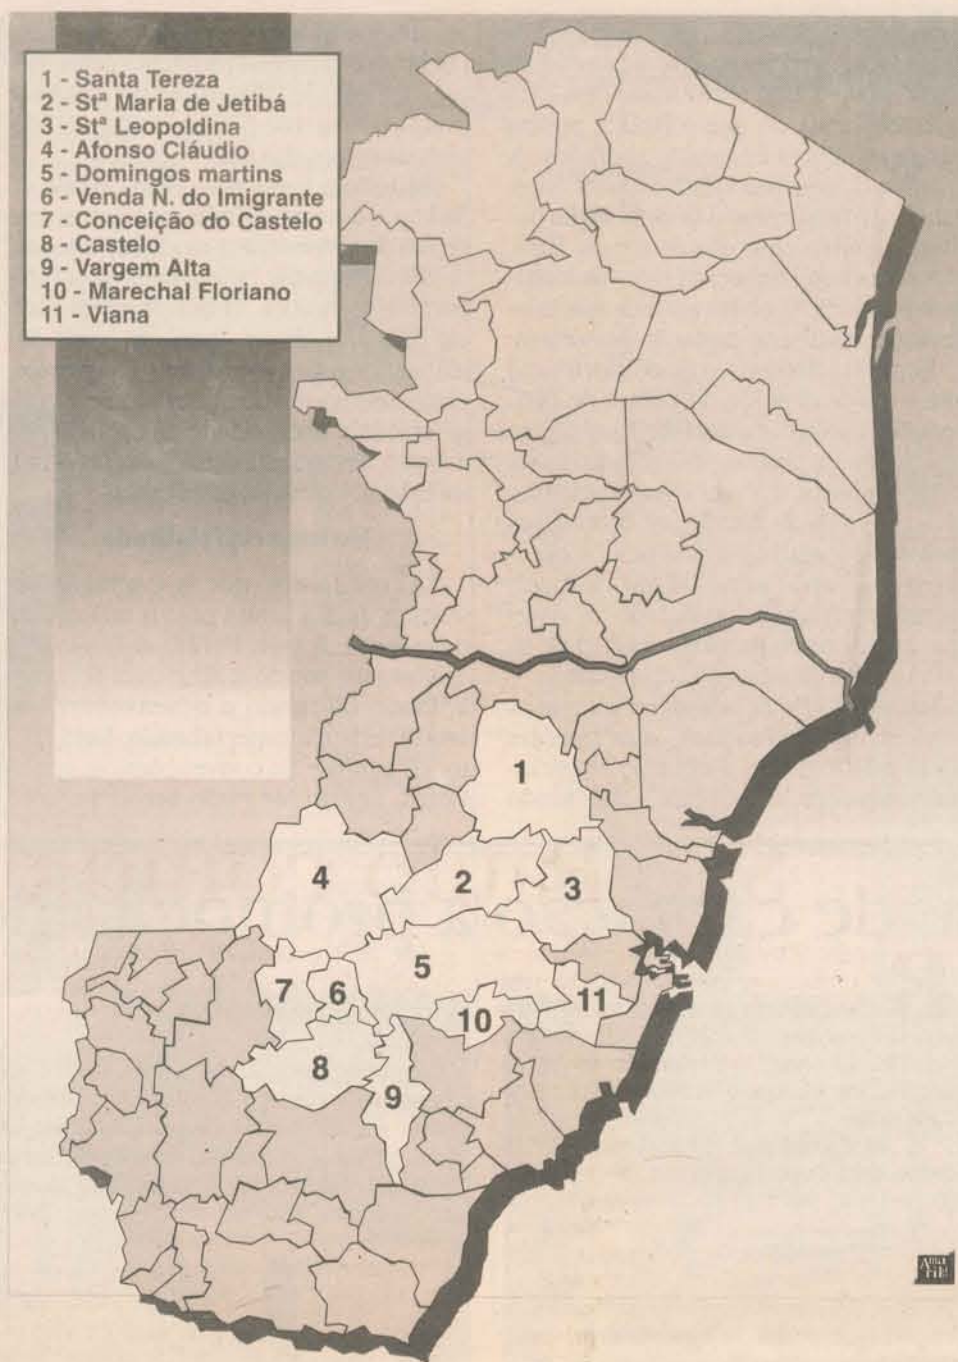 1 - Santa Tereza
2 - Stª Maria de Jetibá
3 - Stª Leopoldina
4 - Afonso Cláudio
5 - Domingos martins
6 - Venda N. do Imigrante
7 - Conceição do Castelo
8 - Castelo
9 - Vargem Alta
10 - Marechal Floriano
11 - Viana
1
4
2
3
5
7
6
11
10
8
9